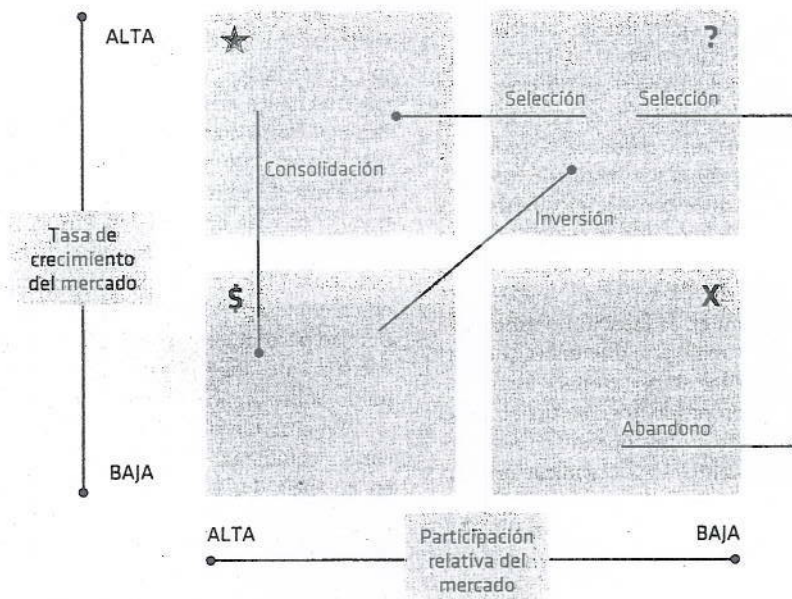 ALTA
?
Selección
Selección
Consolidación
Inversión
Tasa de
crecimiento
del mercado
$
X
Abandono
BAJA
ALTA
Participación
relativa del
mercado
BAJA